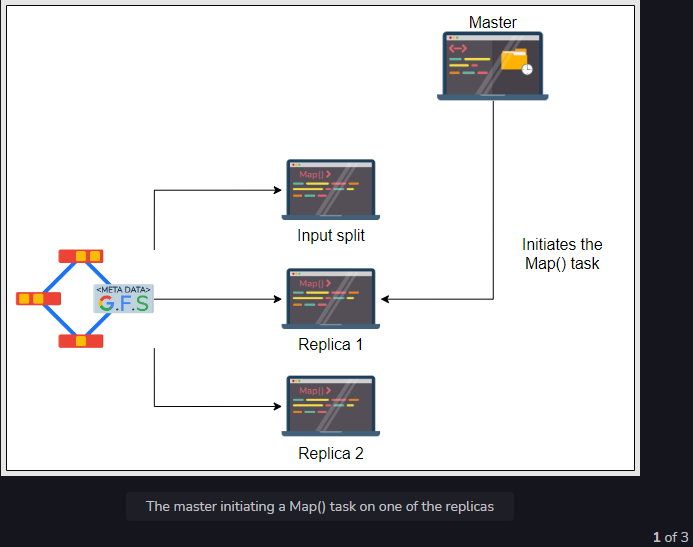 Master
<-->
Map()>
Input split
Initiates the
Map() task
<META DATA>
G.F.S
Map()>
Replica 1
Map()>
Replica 2
The master initiating a Map() task on one of the replicas
1 of 3